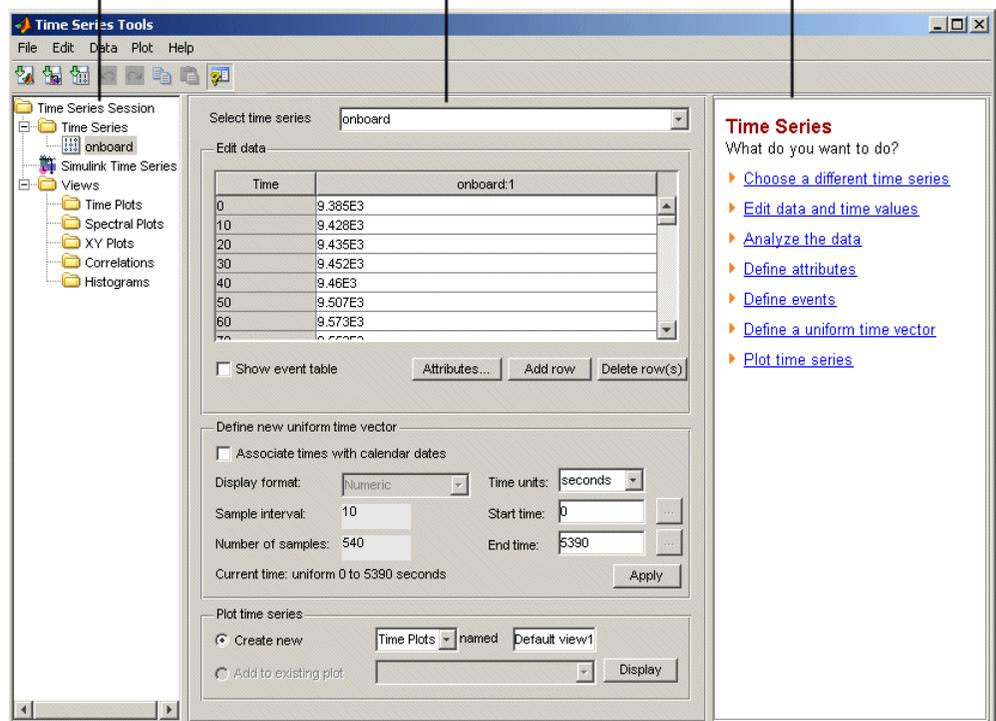 Time Series Tools
File Edit Data Plot Help
Time Series Session
Time Series
onboard
Simulink Time Series
Views
Time Plots
Spectral Plots
XY Plots
Correlations
Histograms
Select time series onboard
Edit data
Time onboard:1
0 9.385E3
10 9.428E3
20 9.435E3
30 9.452E3
40 9.46E3
50 9.507E3
60 9.573E3
Show event table Attributes... Add row Delete row(s)
Define new uniform time vector
Associate times with calendar dates
Display format: Numeric Time units: seconds
Sample interval: 10 Start time: 0 ...
Number of samples: 540 End time: 5390 ...
Current time: uniform 0 to 5390 seconds Apply
Plot time series
Create new Time Plots named Default view1
Add to existing plot Display
Time Series
What do you want to do?
Choose a different time series
Edit data and time values
Analyze the data
Define attributes
Define events
Define a uniform time vector
Plot time series